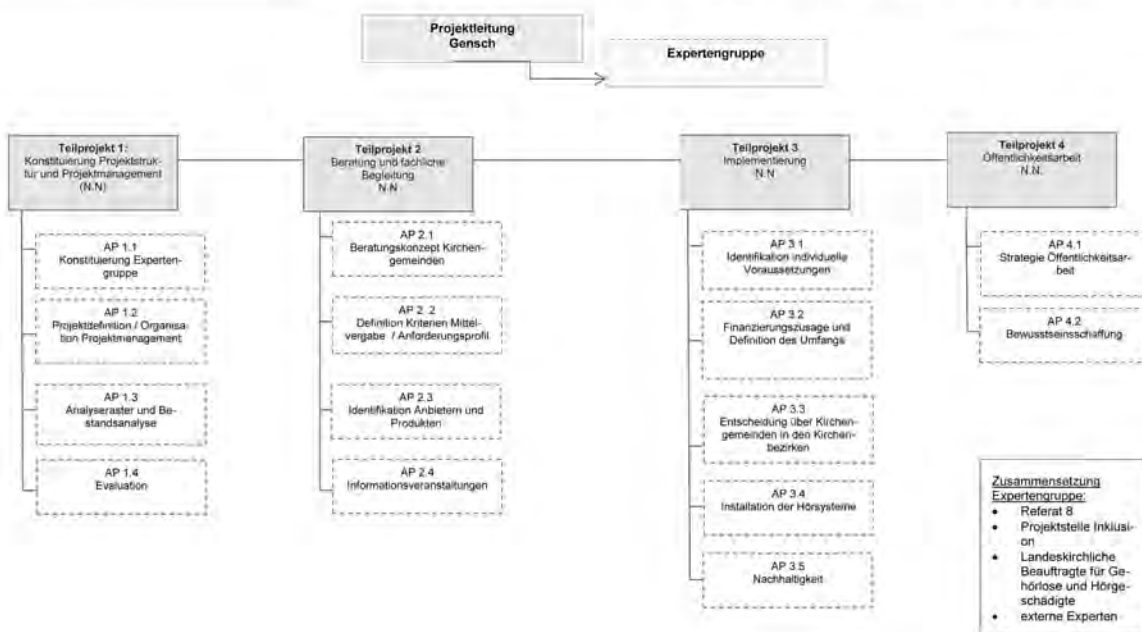 Projektleitung
Gensch
Expertengruppe
Teilprojekt 1:
Konstituierung Projektstruk-
tur und Projektmanagement
(N.N)
AP 1.1
Konstituierung Experten-
gruppe
AP 1.2
Projektdefinition / Organisa-
tion Projektmanagement
AP 1.3
Analyseraster und Be-
standsanalyse
AP 1.4
Evaluation
Teilprojekt 2
Beratung und fachliche
Begleitung
N.N
AP 2.1
Beratungskonzept Kirchen-
gemeinden
AP 2. 2
Definition Kriterien Mittel-
vergabe / Anforderungsprofil
AP 2.3
Identifikation Anbietern und
Produkten
AP 2.4
Informationsveranstaltungen
Teilprojekt 3
Implementierung
N.N
AP 3.1
Identifikation individuelle
Voraussetzungen
AP 3.2
Finanzierungszusage und
Definition des Umfangs
AP 3.3
Entscheidung über Kirchen-
gemeinden in den Kirchen-
bezirken
AP 3.4
Installation der Hörsysteme
AP 3.5
Nachhaltigkeit
Teilprojekt 4
Öffentlichkeitsarbeit
N.N.
AP 4.1
Strategie Öffentlichkeitsar-
beit
AP 4.2
Bewusstseinsschaffung
Zusammensetzung
Expertengruppe:
• Referat 8
• Projektstelle Inklusi-
on
• Landeskirchliche
Beauftragte für Ge-
hörlose und Hörge-
schädigte
• externe Experten